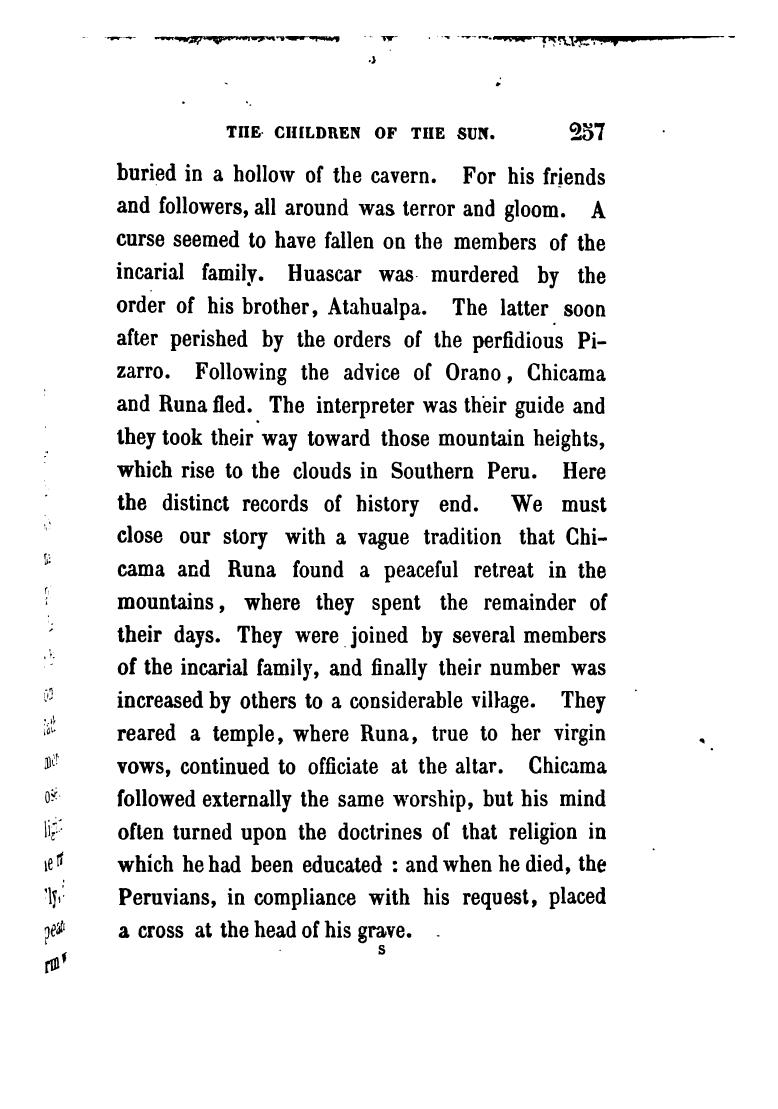 THE CHILDREN OF THE SUN. 257
buried in a hollow of the cavern. For his friends
and followers, all around was terror and gloom. A
curse seemed to have fallen on the members of the
incarial family. Huascar was murdered by the
order of his brother, Atahualpa. The latter soon
after perished by the orders of the perfidious Pi-
zarro. Following the advice of Orano, Chicama
and Runa fled. The interpreter was their guide and
they took their way toward those mountain heights,
which rise to the clouds in Southern Peru. Here
the distinct records of history end. We must
close our story with a vague tradition that Chi-
cama and Runa found a peaceful retreat in the
mountains, where they spent the remainder of
their days. They were joined by several members
of the incarial family, and finally their number was
increased by others to a considerable village. They
reared a temple, where Runa, true to her virgin
vows, continued to officiate at the altar. Chicama
followed externally the same worship, but his mind
often turned upon the doctrines of that religion in
which he had been educated : and when he died, the
Peruvians, in compliance with his request, placed
a cross at the head of his grave.
S